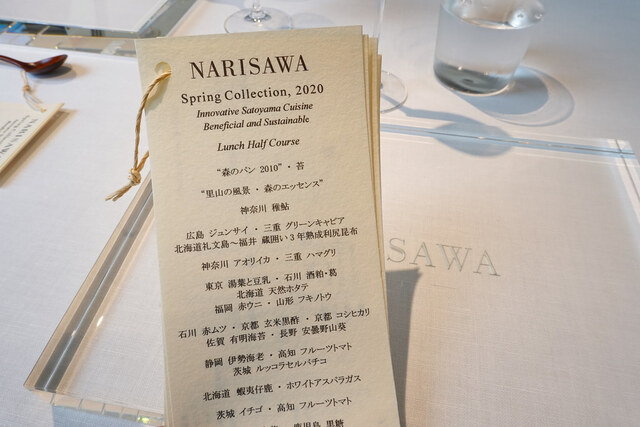 NARISAWA
Spring Collection, 2020
Innovative Satoyama Cuisine
Beneficial and Sustainable
Lunch Half Course
“森のパン 2010”・苔
“里山の風景・森のエッセンス”
神奈川 稚鮎
広島 ジュンサイ・三重 グリーンキャビア
北海道礼文島〜福井 蔵囲い3年熟成利尻昆布
神奈川 アオリイカ・三重 ハマグリ
東京 湯葉と豆乳・石川 酒粕・葛
北海道 天然ホタテ
福岡 赤ウニ・山形 フキノトウ
石川 赤ムツ・京都 玄米黒酢・京都 コシヒカリ
佐賀 有明海苔・長野 安曇野山葵
静岡 伊勢海老・高知 フルーツトマト
茨城 ルッコラセルバチコ
北海道 蝦夷仔鹿・ホワイトアスパラガス
茨城 イチゴ・高知 フルーツトマト
鹿児島 黒糖
SAWA
NARISA